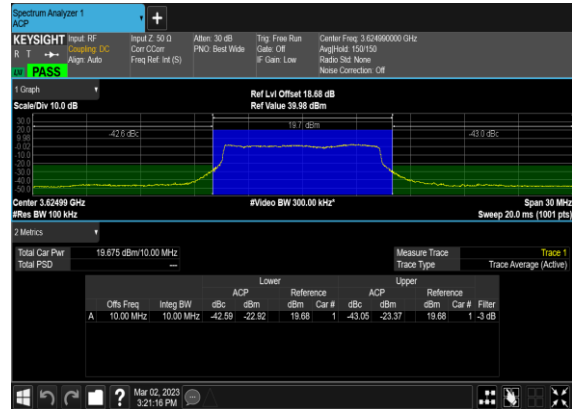 Spectrum Analyzer 1
ACP
+
KEYSIGHT Input: RF Input Z: 50 Ω Atten: 30 dB Trig: Free Run Center Freq: 3.624990000 GHz
R T Coupling: DC Corr CCorr PNO: Best Wide Gate: Off Avg|Hold: 150/150
Align: Auto Freq Ref: Int (S) IF Gain: Low Radio Std: None
LW PASS Noise Correction: Off
1 Graph Ref Lvl Offset 18.68 dB
Scale/Div 10.0 dB Ref Value 39.98 dBm
30.0
20.0 19.7 dBm
9.98 -42.6 dBc -43.0 dBc
-0.02
-10.0
-20.0
-30.0
-40.0
-50.0
Center 3.62499 GHz #Video BW 300.00 kHz* Span 30 MHz
#Res BW 100 kHz Sweep 20.0 ms (1001 pts)
2 Metrics
Total Car Pwr 19.675 dBm/10.00 MHz Measure Trace Trace 1
Total PSD --- Trace Type Trace Average (Active)
Lower Upper
ACP Reference ACP Reference
Offs Freq Integ BW dBc dBm dBm Car # dBc dBm dBm Car # Filter
A 10.00 MHz 10.00 MHz -42.59 -22.92 19.68 1 -43.05 -23.37 19.68 1 -3 dB
? Mar 02, 2023
3:21:16 PM